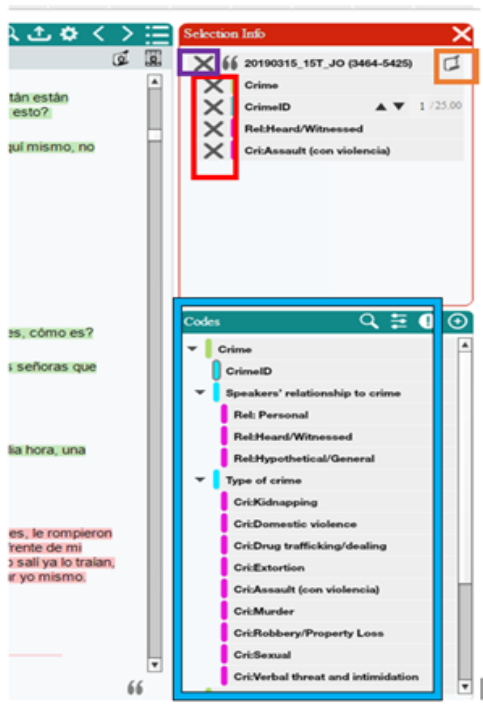 tán están
esto?
quí mismo, no
es, cómo es?
s señoras que
lia hora, una
es, le rompieron
frente de mi
o salí ya lo traían,
ar yo mismo.
Selection Info
20190315_15T_JO (3464-5425)
Crime
CrimeID 1 /25.00
Rel:Heard/Witnessed
Cri:Assault (con violencia)
Codes
Crime
CrimeID
Speakers' relationship to crime
Rel: Personal
Rel:Heard/Witnessed
Rel:Hypothetical/General
Type of crime
Cri:Kidnapping
Cri:Domestic violence
Cri:Drug trafficking/dealing
Cri:Extortion
Cri:Assault (con violencia)
Cri:Murder
Cri:Robbery/Property Loss
Cri:Sexual
Cri:Verbal threat and intimidation